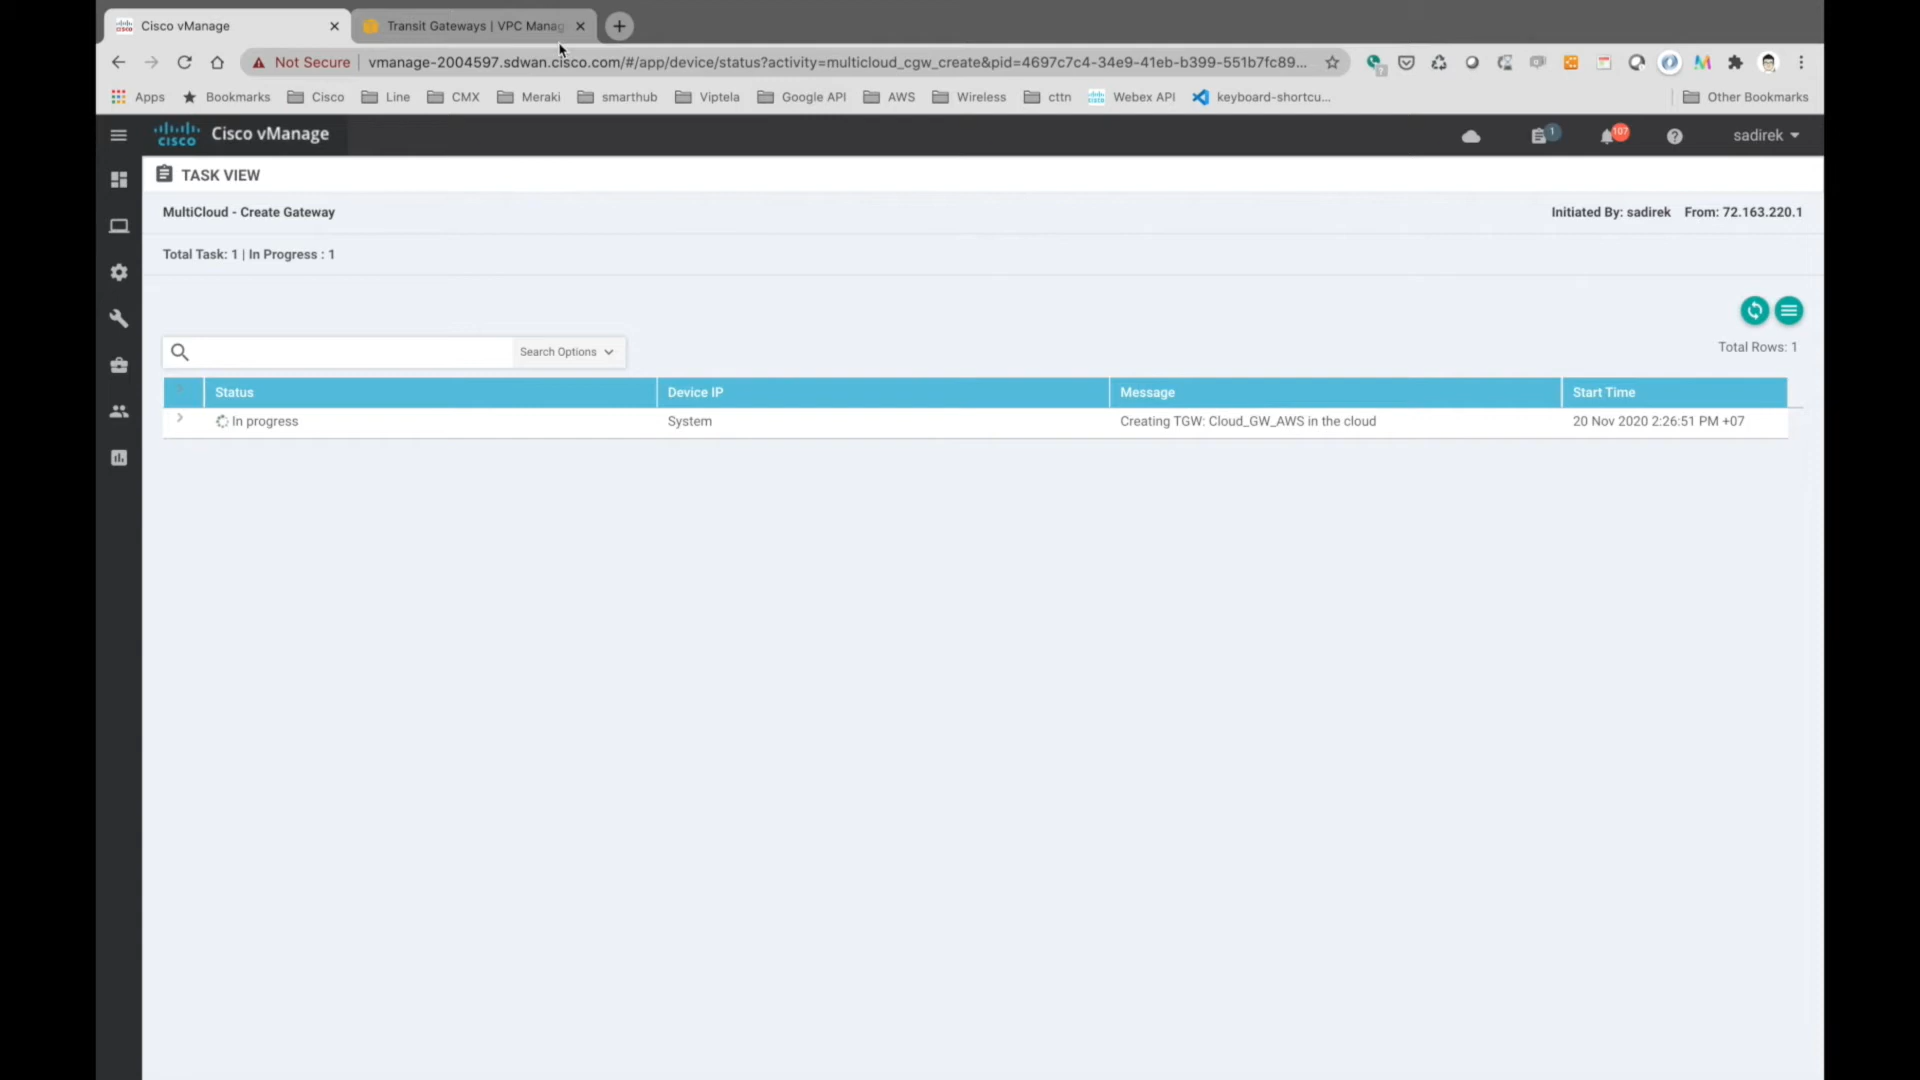 Cisco vManage
Transit Gateways | VPC Manag
Not Secure
vmanage-2004597.sdwan.cisco.com/#/app/device/status?activity=multicloud_cgw_create&pid=4697c7c4-34e9-41eb-b399-551b7fc89...
Apps
Bookmarks
Cisco
Line
CMX
Meraki
smarthub
Viptela
Google API
AWS
Wireless
cttn
Webex API
keyboard-shortcu...
Other Bookmarks
cisco
Cisco vManage
1
107
sadirek
TASK VIEW
MultiCloud - Create Gateway
Initiated By: sadirek From: 72.163.220.1
Total Task: 1 | In Progress : 1
Search Options
Total Rows: 1
Status
Device IP
Message
Start Time
In progress
System
Creating TGW: Cloud_GW_AWS in the cloud
20 Nov 2020 2:26:51 PM +07